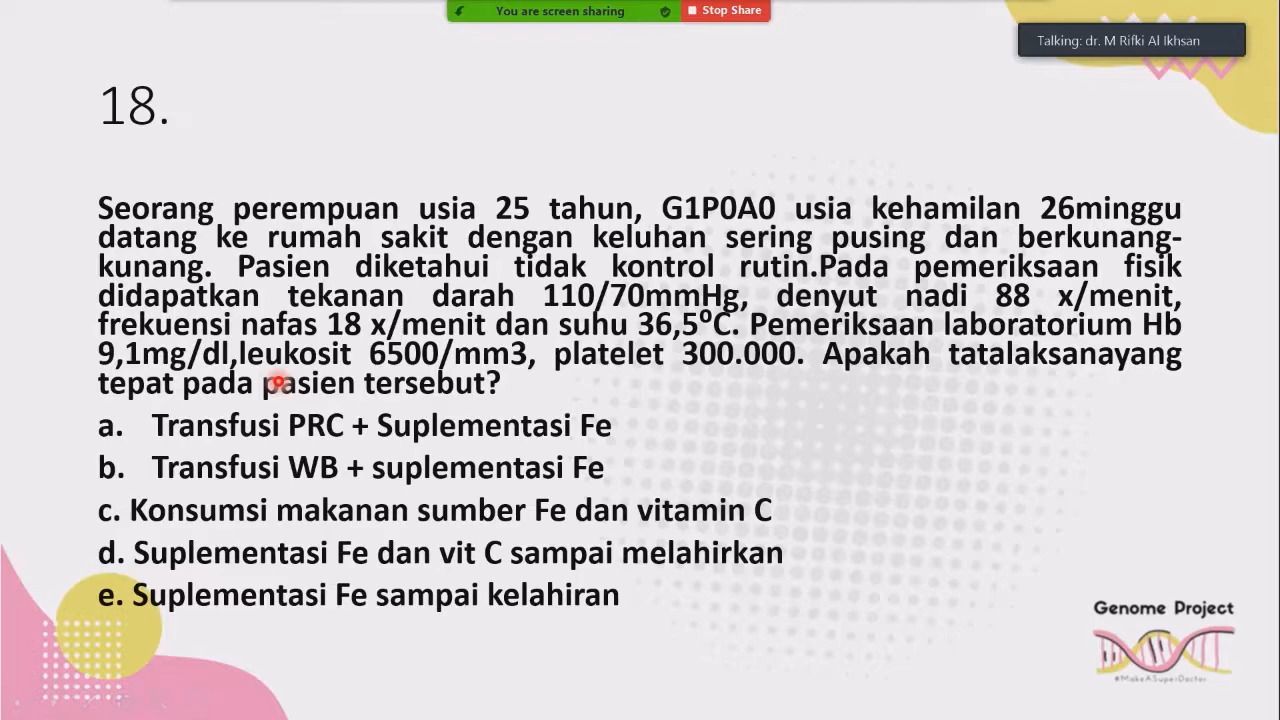 You are screen sharing
Stop Share
Talking: dr. M Rifki Al Ikhsan
18.
Seorang perempuan usia 25 tahun, G1P0A0 usia kehamilan 26minggu
datang ke rumah sakit dengan keluhan sering pusing dan berkunang-
kunang. Pasien diketahui tidak kontrol rutin.Pada pemeriksaan fisik
didapatkan tekanan darah 110/70mmHg, denyut nadi 88 x/menit,
frekuensi nafas 18 x/menit dan suhu 36,5⁰C. Pemeriksaan laboratorium Hb
9,1mg/dl,leukosit 6500/mm3, platelet 300.000. Apakah tatalaksanayang
tepat pada pasien tersebut?
a. Transfusi PRC + Suplementasi Fe
b. Transfusi WB + suplementasi Fe
c. Konsumsi makanan sumber Fe dan vitamin C
d. Suplementasi Fe dan vit C sampai melahirkan
e. Suplementasi Fe sampai kelahiran
Genome Project
#MakeASuperDoctor